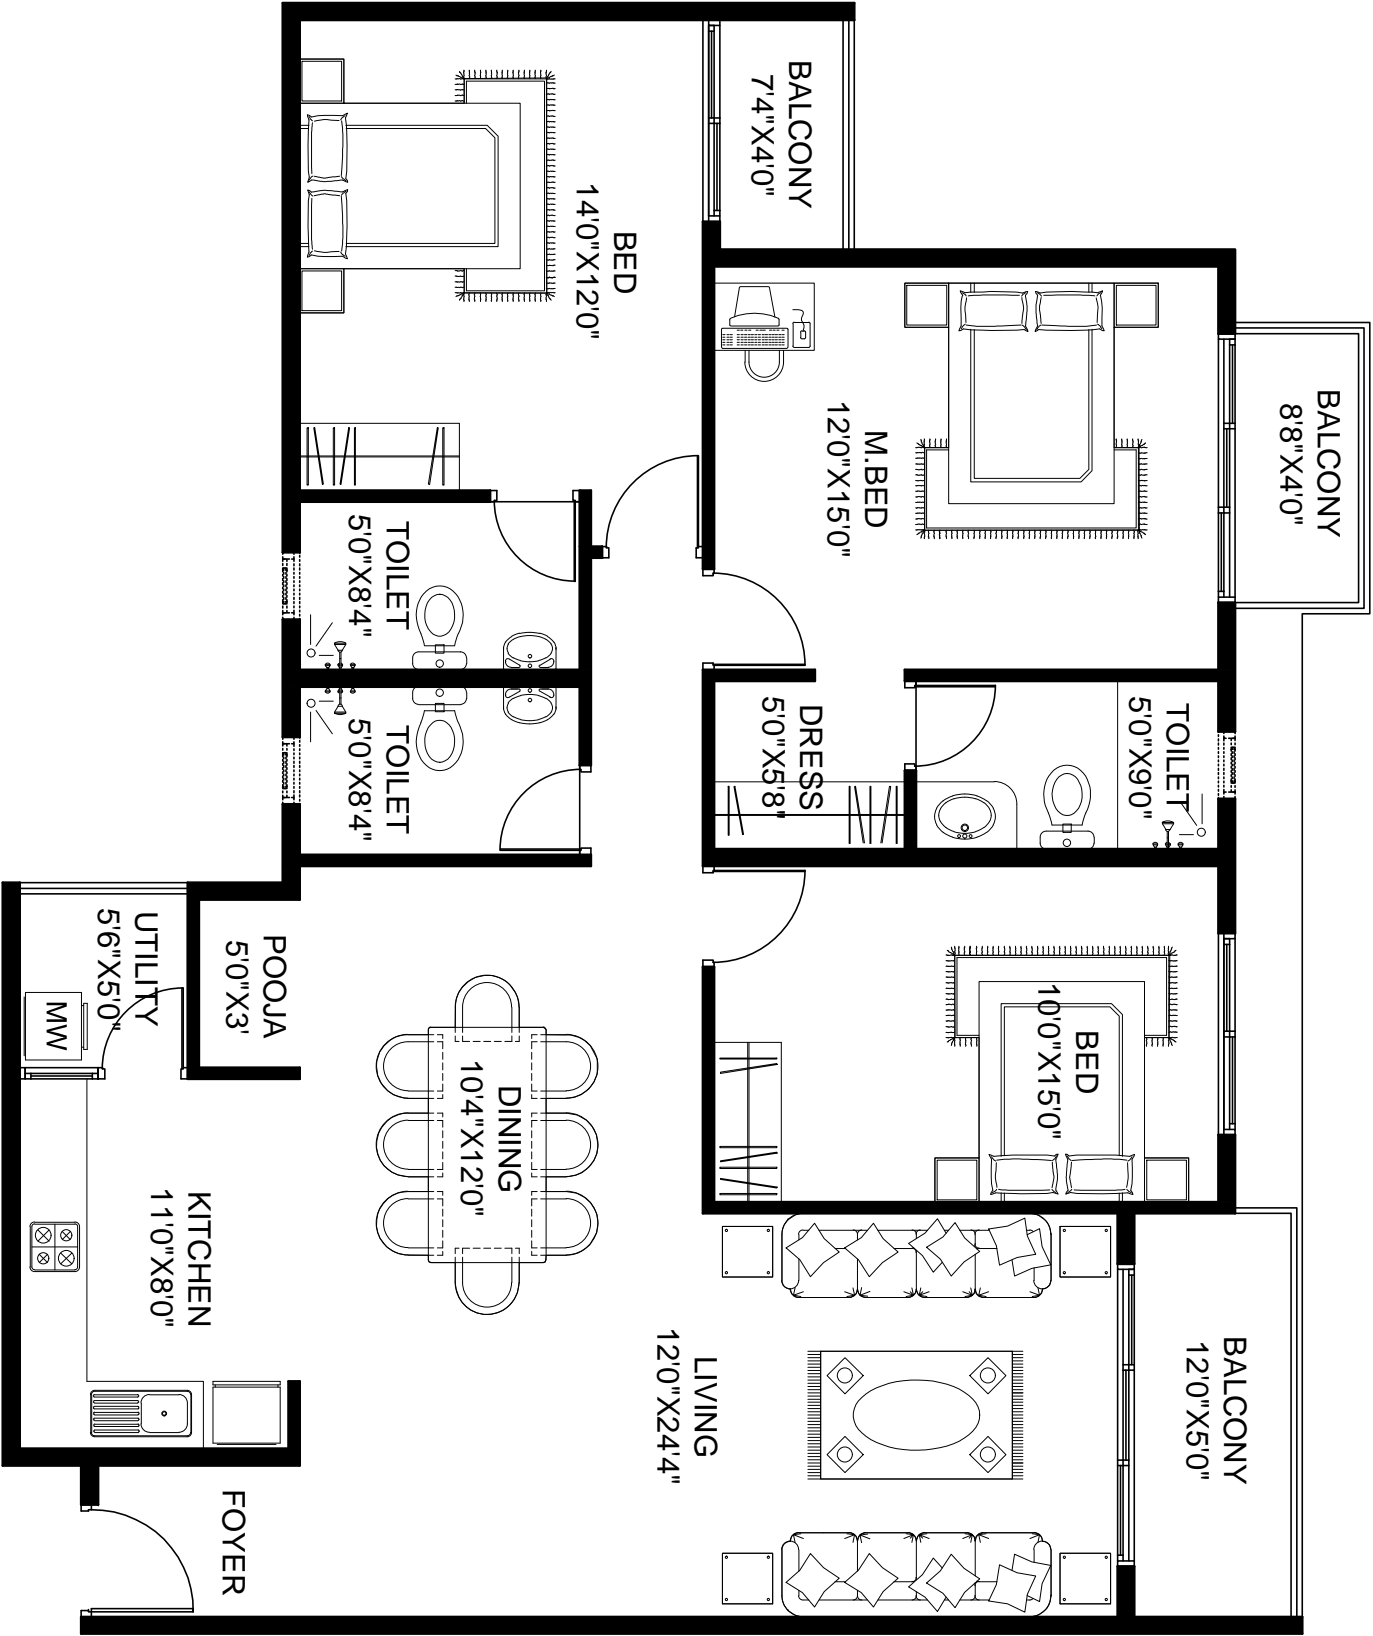 BALCONY
7'4"X4'0"
BED
14'0"X12'0"
BALCONY
8'8"X4'0"
M.BED
12'0"X15'0"
TOILET
5'0"X8'4"
TOILET
5'0"X8'4"
DRESS
5'0"X5'8"
TOILET
5'0"X9'0"
UTILITY
5'6"X5'0"
MW
POOJA
5'0"X3'
BED
10'0"X15'0"
DINING
10'4"X12'0"
KITCHEN
11'0"X8'0"
LIVING
12'0"X24'4"
BALCONY
12'0"X5'0"
FOYER